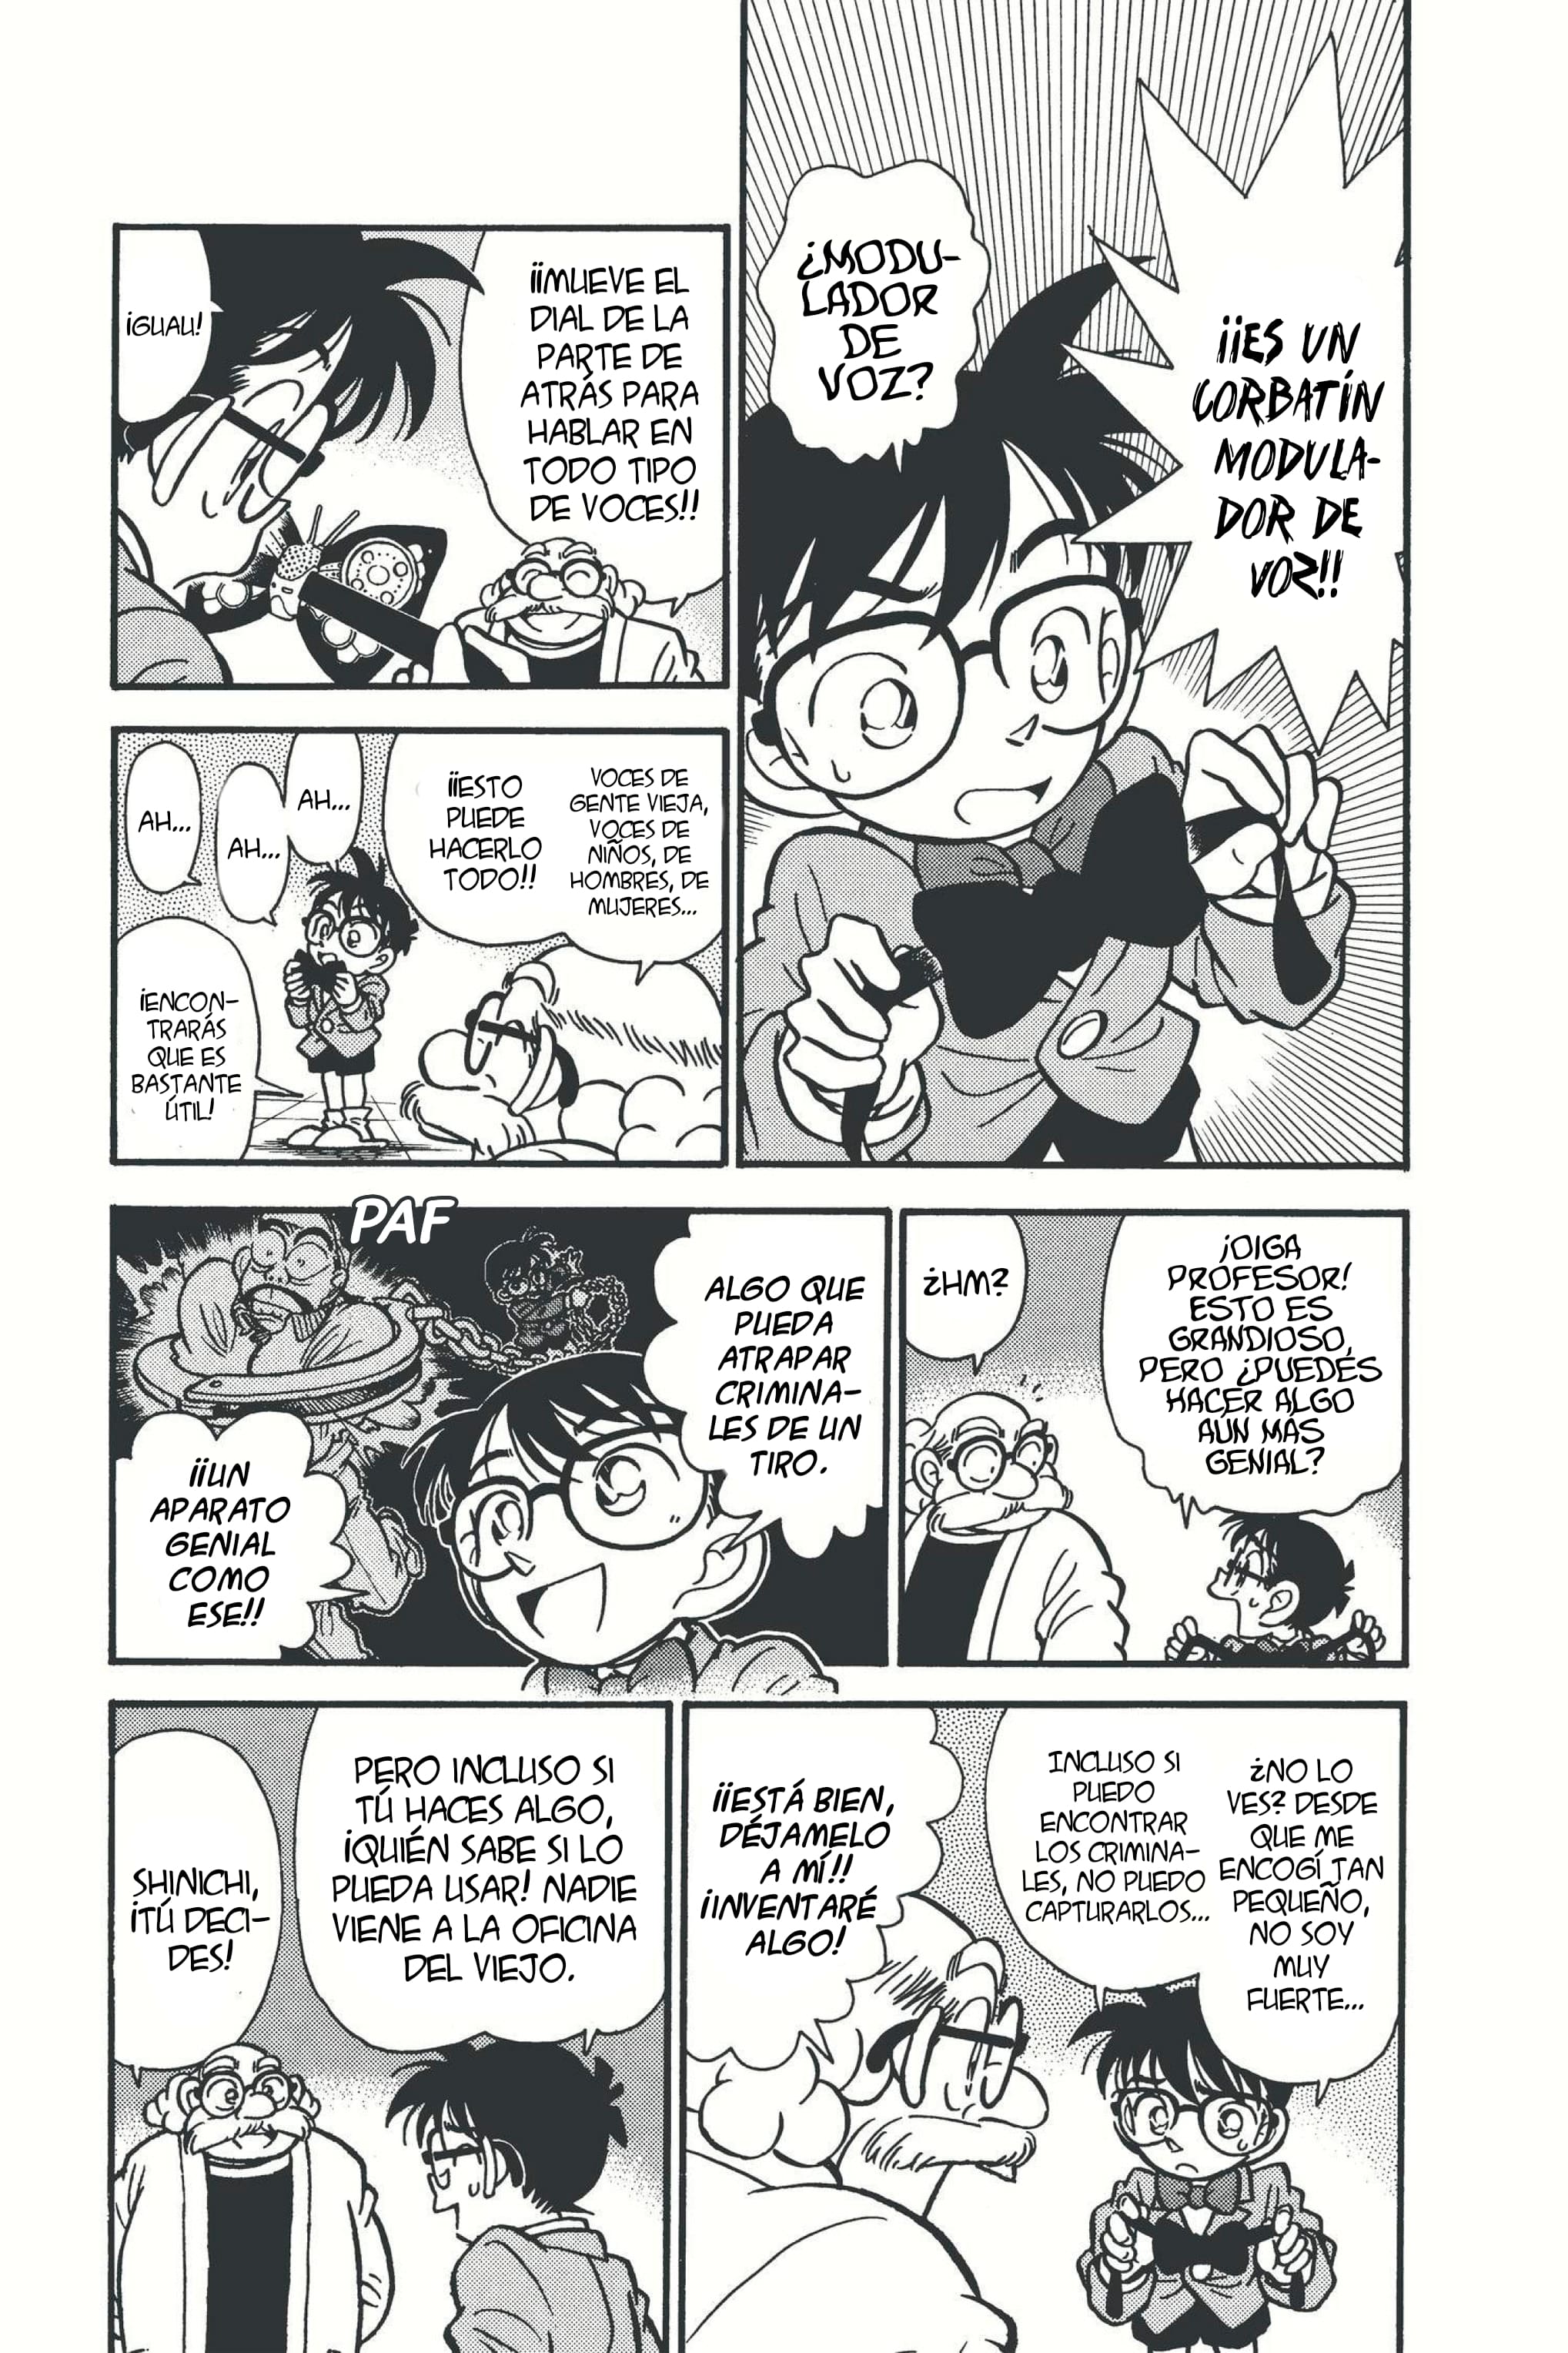 ¡¡ES UN
CORBATÍN
MODULA-
DOR DE
VOZ!!
¿MODU-
LADOR
DE
VOZ?
¡¡MUEVE EL
DIAL DE LA
PARTE DE
ATRÁS PARA
HABLAR EN
TODO TIPO
DE VOCES!!
¡GUAU!
VOCES DE
GENTE VIEJA,
VOCES DE
NIÑOS, DE
HOMBRES, DE
MUJERES...
¡¡ESTO
PUEDE
HACERLO
TODO!!
AH...
AH...
AH...
¡ENCON-
TRARÁS
QUE ES
BASTANTE
ÚTIL!
¡DIGA
PROFESOR!
ESTO ES
GRANDIOSO,
PERO ¿PUEDES
HACER ALGO
AÚN MÁS
GENIAL?
¿HM?
ALGO QUE
PUEDA
ATRAPAR
CRIMINA-
LES DE UN
TIRO.
PAF
¡¡UN
APARATO
GENIAL
COMO
ESE!!
¿NO LO
VES? DESDE
QUE ME
ENCOGÍ TAN
PEQUEÑO,
NO SOY
MUY
FUERTE...
INCLUSO SI
PUEDO
ENCONTRAR
LOS CRIMINA-
LES, NO PUEDO
CAPTURARLOS...
¡¡ESTÁ BIEN,
DÉJAMELO
A MÍ!!
¡INVENTARÉ
ALGO!
PERO INCLUSO SI
TÚ HACES ALGO,
¡QUIÉN SABE SI LO
PUEDA USAR! NADIE
VIENE A LA OFICINA
DEL VIEJO.
SHINICHI,
¡TÚ DECI-
DES!